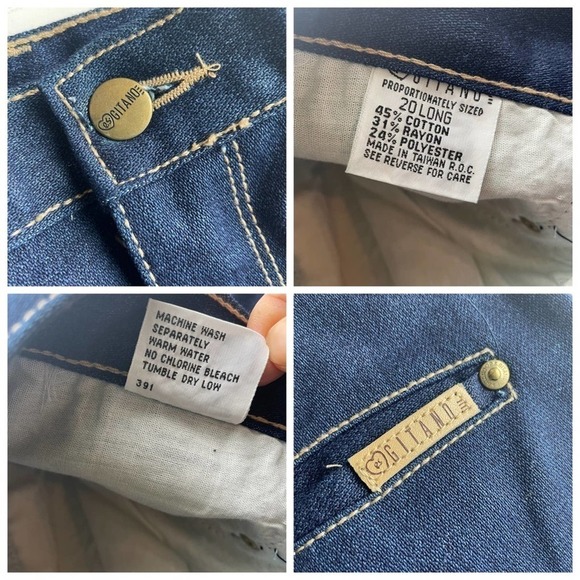 GITANO
GITANO
PROPORTIONATELY SIZED
20 LONG
45% COTTON
31% RAYON
24% POLYESTER
MADE IN TAIWAN R.O.C.
SEE REVERSE FOR CARE
MACHINE WASH
SEPARATELY
WARM WATER
NO CHLORINE BLEACH
TUMBLE DRY LOW
391
GITANO